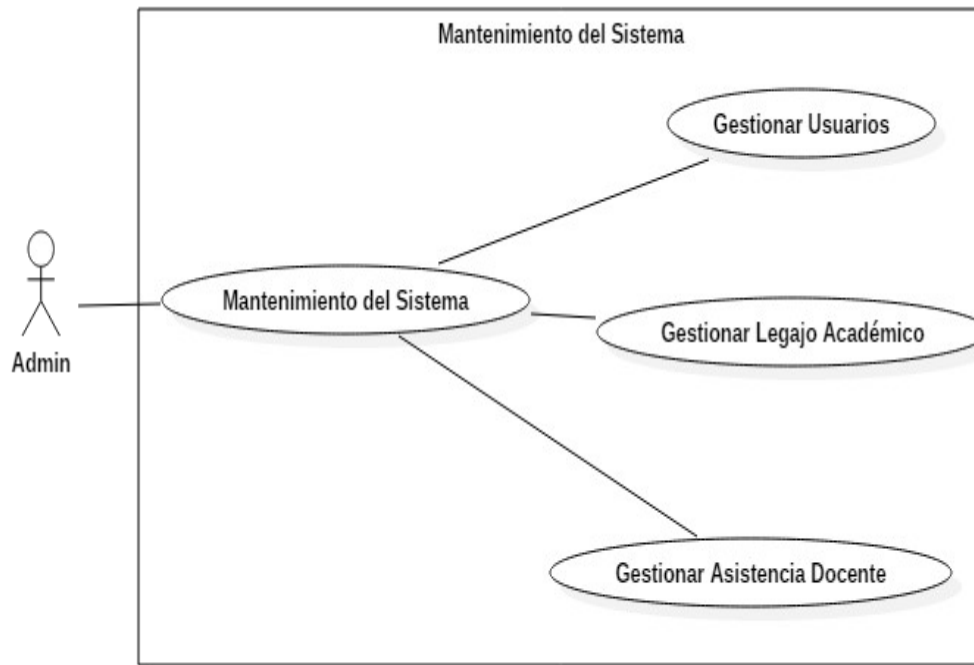 Mantenimiento del Sistema
Gestionar Usuarios
Mantenimiento del Sistema
Gestionar Legajo Académico
Admin
Gestionar Asistencia Docente